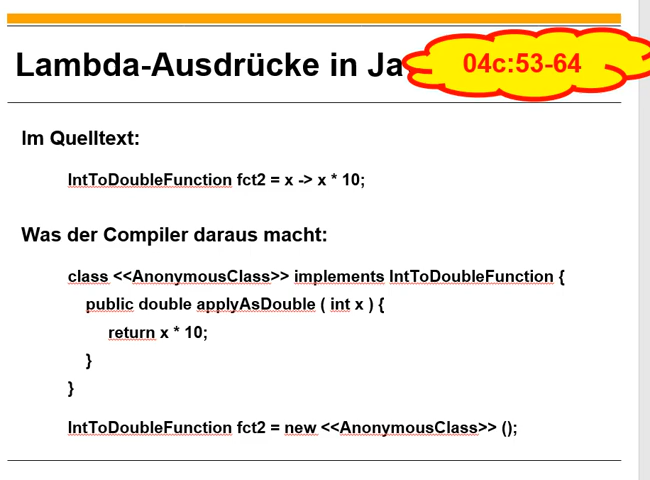 Lambda-Ausdrücke in Ja
04c:53-64
Im Quelltext:
IntToDoubleFunction fct2 = x -> x * 10;
Was der Compiler daraus macht:
class <<AnonymousClass>> implements IntToDoubleFunction {
public double applyAsDouble ( int x ) {
return x * 10;
}
}
IntToDoubleFunction fct2 = new <<AnonymousClass>> ();